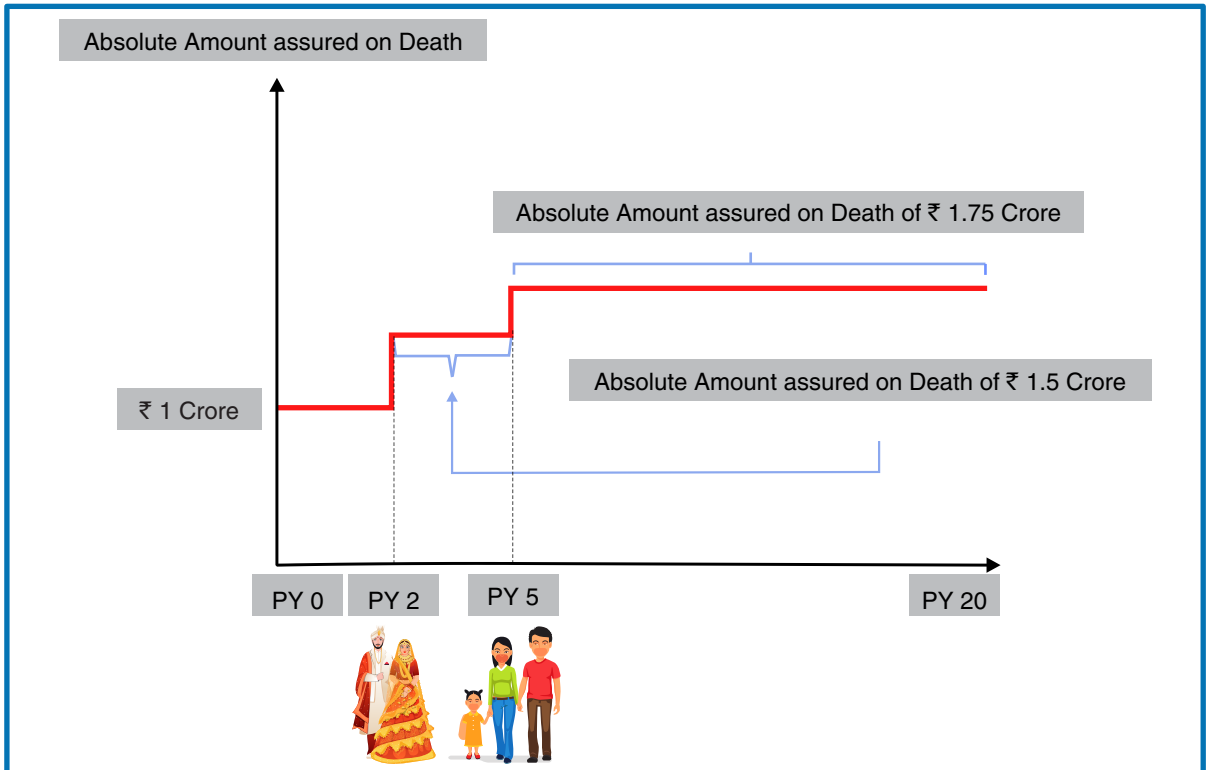 Absolute Amount assured on Death
Absolute Amount assured on Death of ₹ 1.75 Crore
Absolute Amount assured on Death of ₹ 1.5 Crore
₹ 1 Crore
PY 0
PY 2
PY 5
PY 20